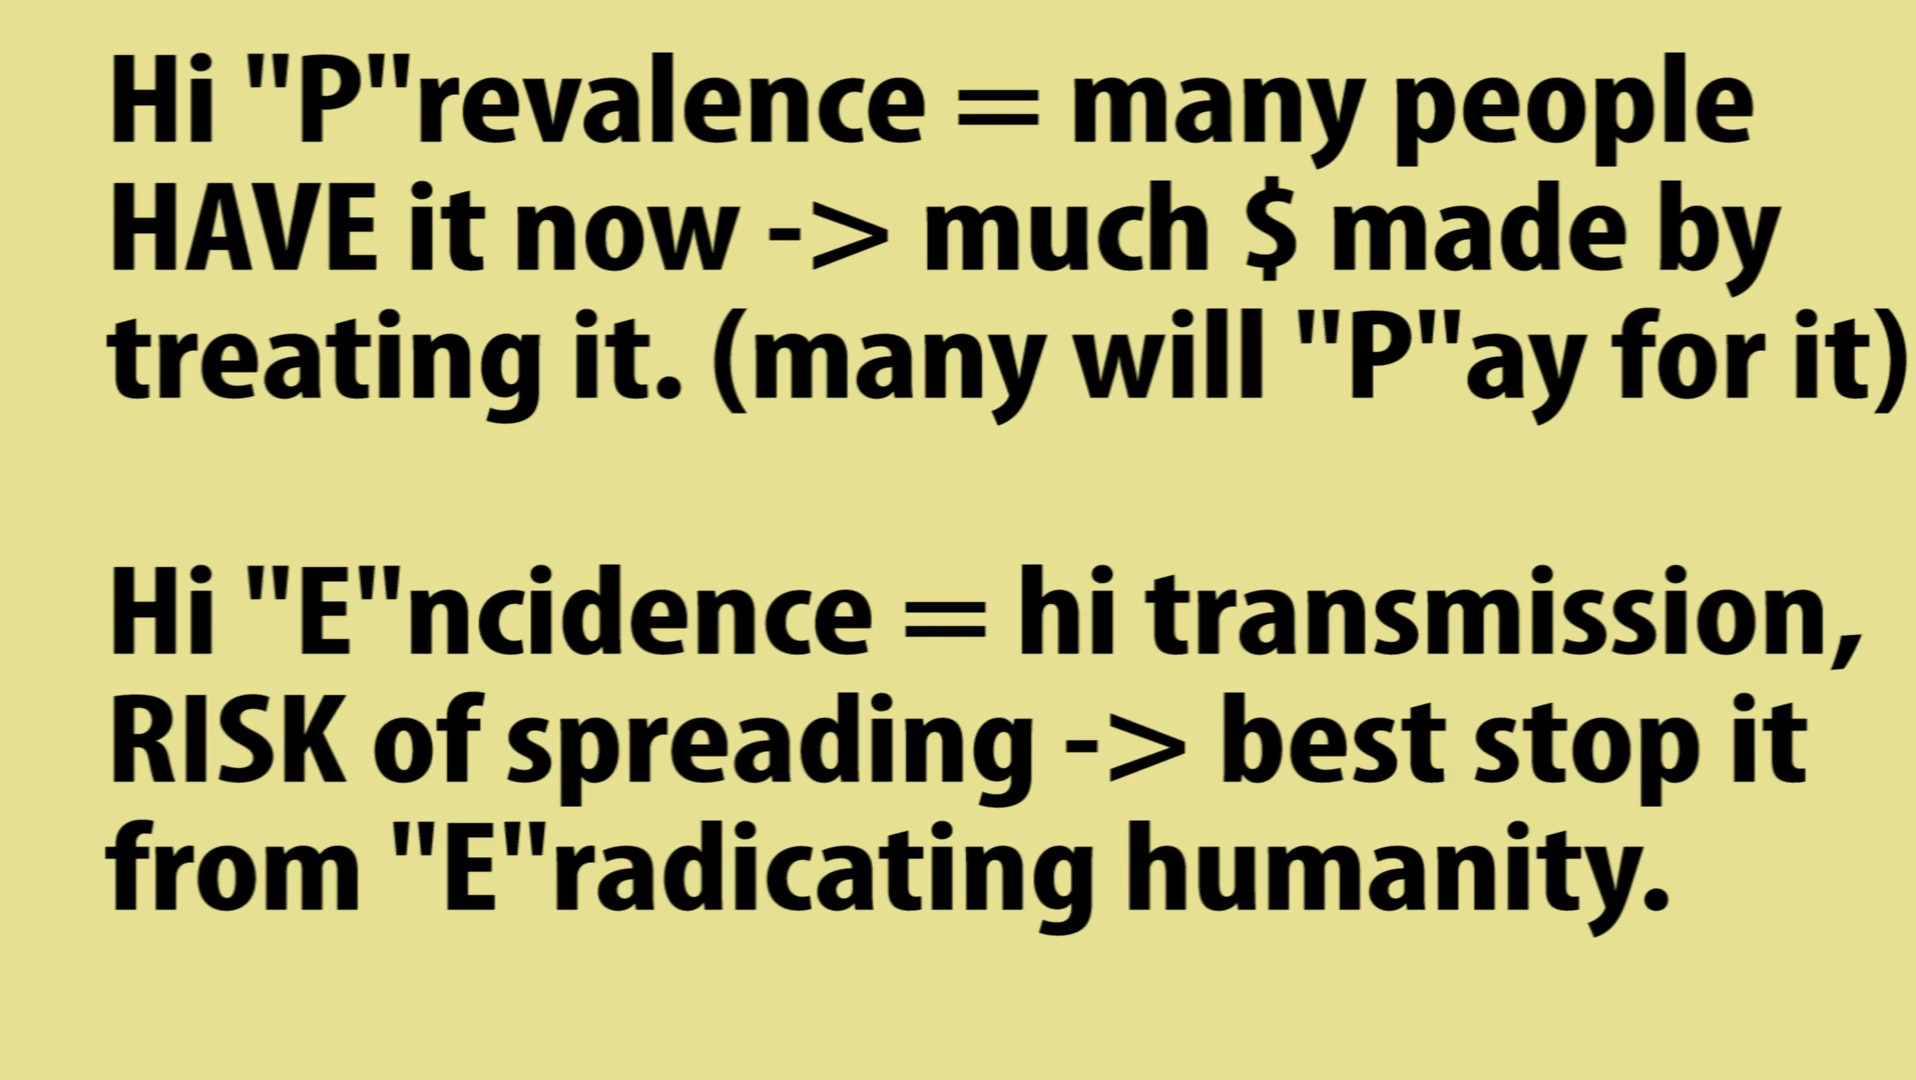 Hi "P"revalence = many people
HAVE it now -> much $ made by
treating it. (many will "P"ay for it)
Hi "E"ncidence = hi transmission,
RISK of spreading -> best stop it
from "E"radicating humanity.